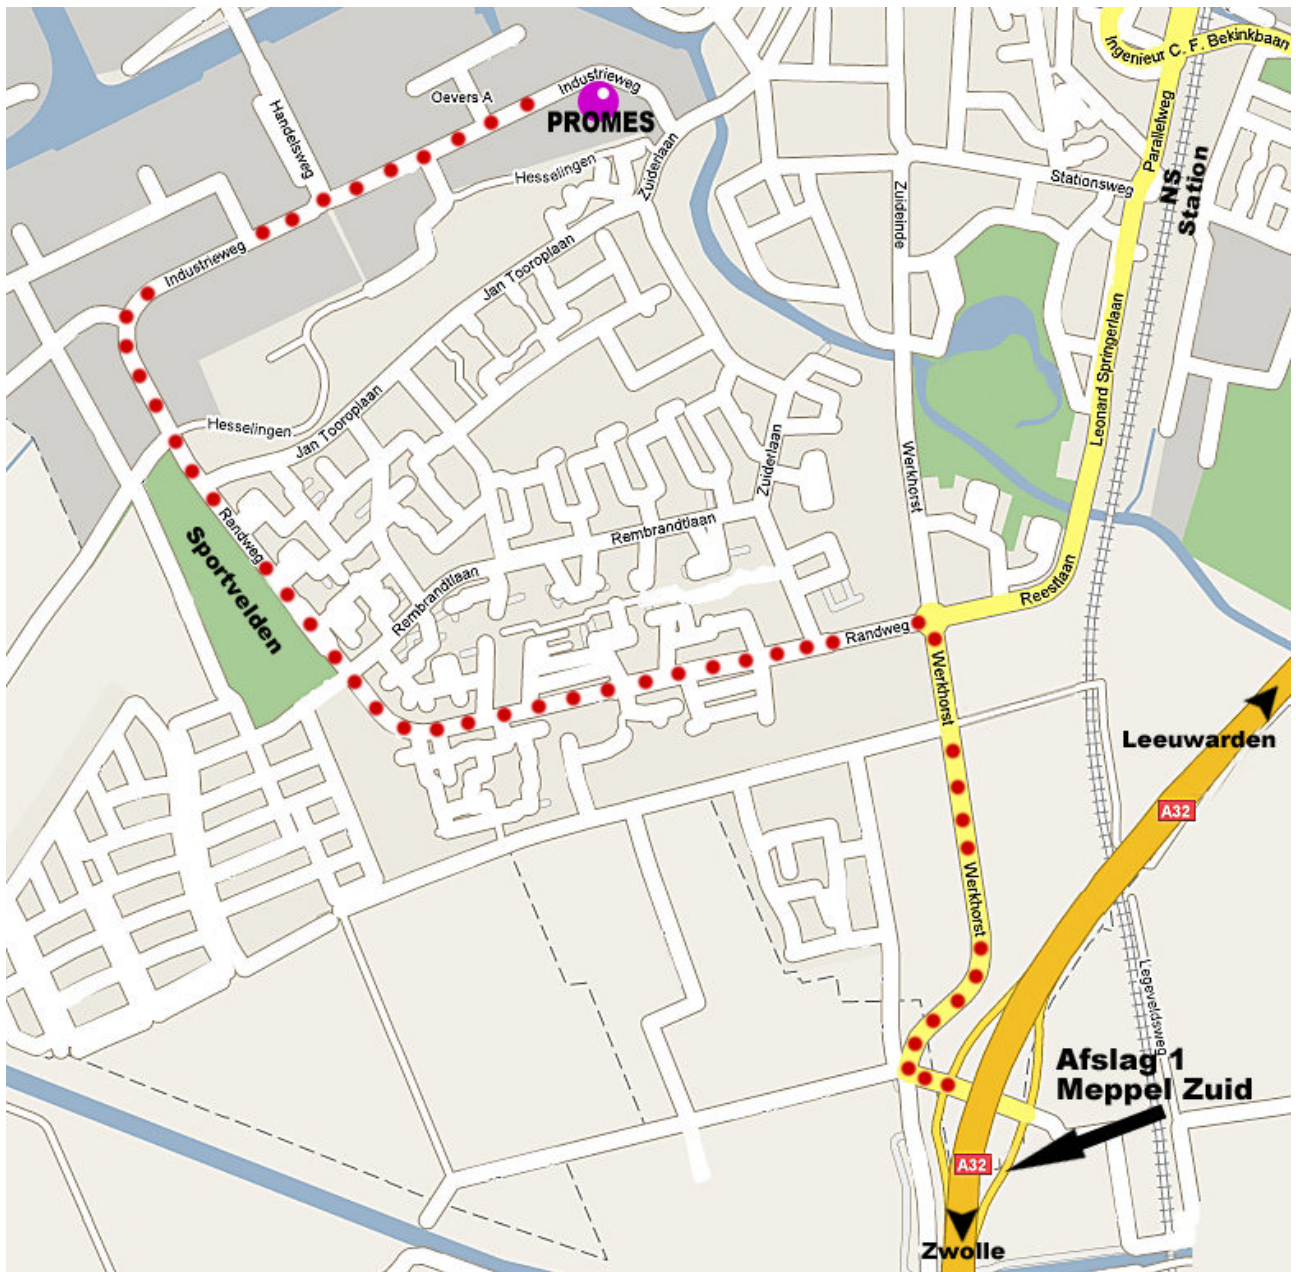 Ingenieur C. F. Bekinkbaan
Industrieweg
Oevers A
PROMES
Handelsweg
Parallelweg
Hesselingen
Zuiderlaan
Stationsweg
NS
Station
Zuideinde
Industrieweg
Jan Tooroplaan
Leonard Springerlaan
Hesselingen
Jan Tooroplaan
Zuiderlaan
Werkhorst
Randweg
Rembrandtlaan
Sportvelden
Rembrandtlaan
Reestlaan
Randweg
Werkhorst
Leeuwarden
A32
Werkhorst
Legeveldsweg
Afslag 1
Meppel Zuid
A32
Zwolle